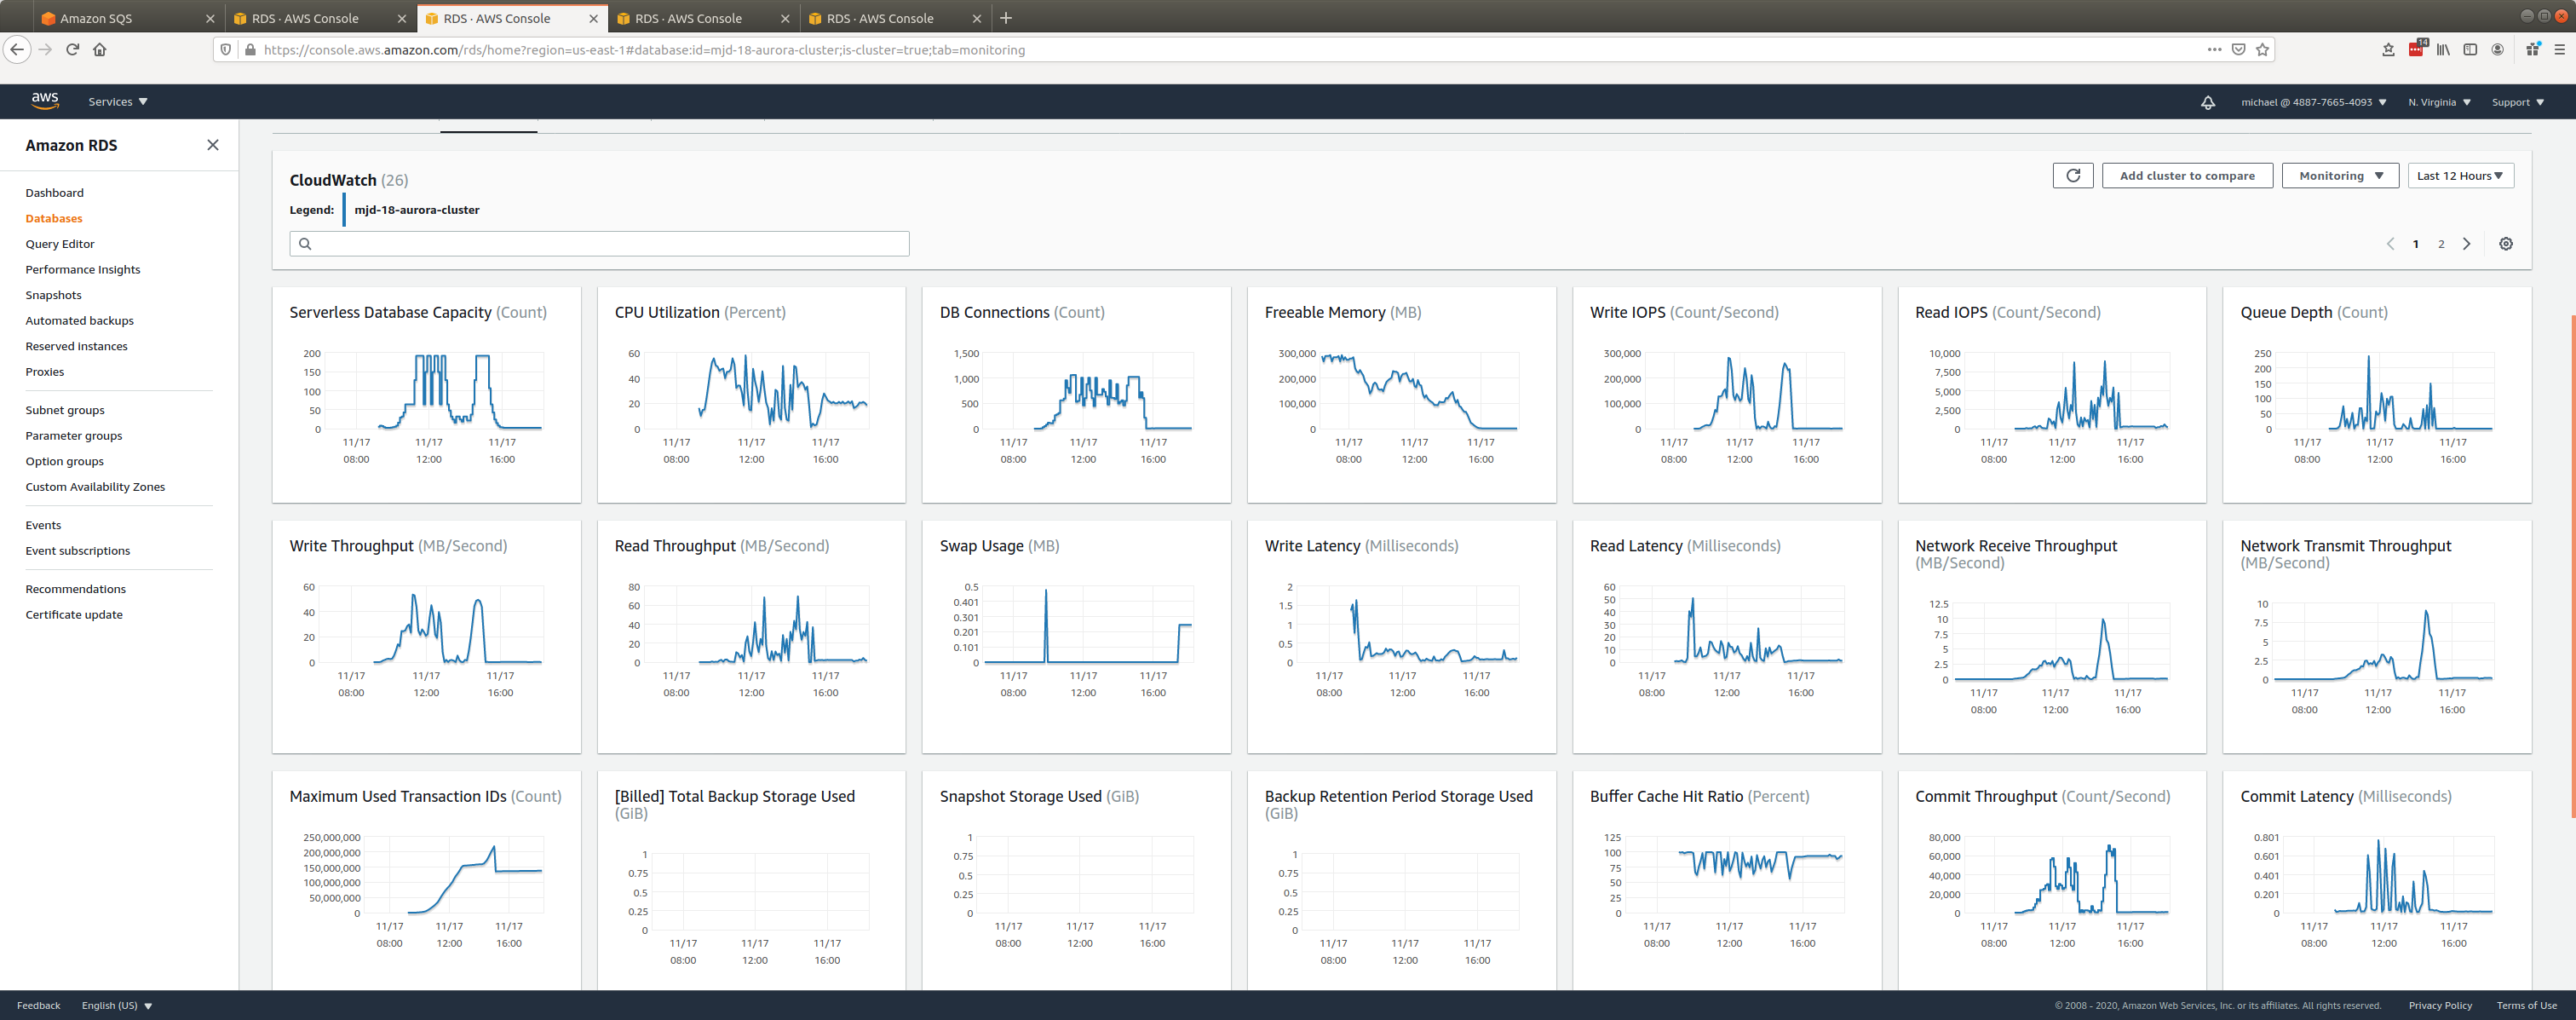 Amazon SQS
RDS · AWS Console
RDS · AWS Console
RDS · AWS Console
RDS · AWS Console
https://console.aws.amazon.com/rds/home?region=us-east-1#database:id=mjd-18-aurora-cluster;is-cluster=true;tab=monitoring
14
aws
Services
michael @ 4887-7665-4093
N. Virginia
Support
Amazon RDS
Dashboard
Databases
Query Editor
Performance Insights
Snapshots
Automated backups
Reserved instances
Proxies
Subnet groups
Parameter groups
Option groups
Custom Availability Zones
Events
Event subscriptions
Recommendations
Certificate update
CloudWatch (26)
Add cluster to compare
Monitoring
Last 12 Hours
Legend: mjd-18-aurora-cluster
1 2
Serverless Database Capacity (Count)
200
150
100
50
0
11/17 11/17 11/17
08:00 12:00 16:00
CPU Utilization (Percent)
60
40
20
0
11/17 11/17 11/17
08:00 12:00 16:00
DB Connections (Count)
1,500
1,000
500
0
11/17 11/17 11/17
08:00 12:00 16:00
Freeable Memory (MB)
300,000
200,000
100,000
0
11/17 11/17 11/17
08:00 12:00 16:00
Write IOPS (Count/Second)
300,000
200,000
100,000
0
11/17 11/17 11/17
08:00 12:00 16:00
Read IOPS (Count/Second)
10,000
7,500
5,000
2,500
0
11/17 11/17 11/17
08:00 12:00 16:00
Queue Depth (Count)
250
200
150
100
50
0
11/17 11/17 11/17
08:00 12:00 16:00
Write Throughput (MB/Second)
60
40
20
0
11/17 11/17 11/17
08:00 12:00 16:00
Read Throughput (MB/Second)
80
60
40
20
0
11/17 11/17 11/17
08:00 12:00 16:00
Swap Usage (MB)
0.5
0.401
0.301
0.201
0.101
0
11/17 11/17 11/17
08:00 12:00 16:00
Write Latency (Milliseconds)
2
1.5
1
0.5
0
11/17 11/17 11/17
08:00 12:00 16:00
Read Latency (Milliseconds)
60
50
40
30
20
10
0
11/17 11/17 11/17
08:00 12:00 16:00
Network Receive Throughput
(MB/Second)
12.5
10
7.5
5
2.5
0
11/17 11/17 11/17
08:00 12:00 16:00
Network Transmit Throughput
(MB/Second)
10
7.5
5
2.5
0
11/17 11/17 11/17
08:00 12:00 16:00
Maximum Used Transaction IDs (Count)
250,000,000
200,000,000
150,000,000
100,000,000
50,000,000
0
11/17 11/17 11/17
08:00 12:00 16:00
[Billed] Total Backup Storage Used
(GiB)
1
0.75
0.5
0.25
0
11/17 11/17 11/17
08:00 12:00 16:00
Snapshot Storage Used (GiB)
1
0.75
0.5
0.25
0
11/17 11/17 11/17
08:00 12:00 16:00
Backup Retention Period Storage Used
(GiB)
1
0.75
0.5
0.25
0
11/17 11/17 11/17
08:00 12:00 16:00
Buffer Cache Hit Ratio (Percent)
125
100
75
50
25
0
11/17 11/17 11/17
08:00 12:00 16:00
Commit Throughput (Count/Second)
80,000
60,000
40,000
20,000
0
11/17 11/17 11/17
08:00 12:00 16:00
Commit Latency (Milliseconds)
0.801
0.601
0.401
0.201
0
11/17 11/17 11/17
08:00 12:00 16:00
Feedback
English (US)
© 2008 - 2020, Amazon Web Services, Inc. or its affiliates. All rights reserved.
Privacy Policy
Terms of Use